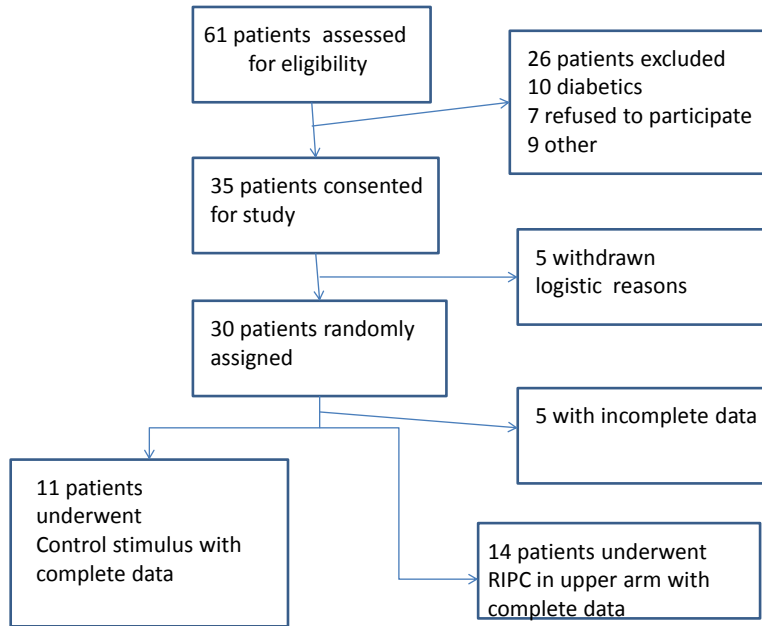 61 patients assessed
for eligibility
26 patients excluded
10 diabetics
7 refused to participate
9 other
35 patients consented
for study
5 withdrawn
logistic reasons
30 patients randomly
assigned
5 with incomplete data
11 patients
underwent
Control stimulus with
complete data
14 patients underwent
RIPC in upper arm with
complete data